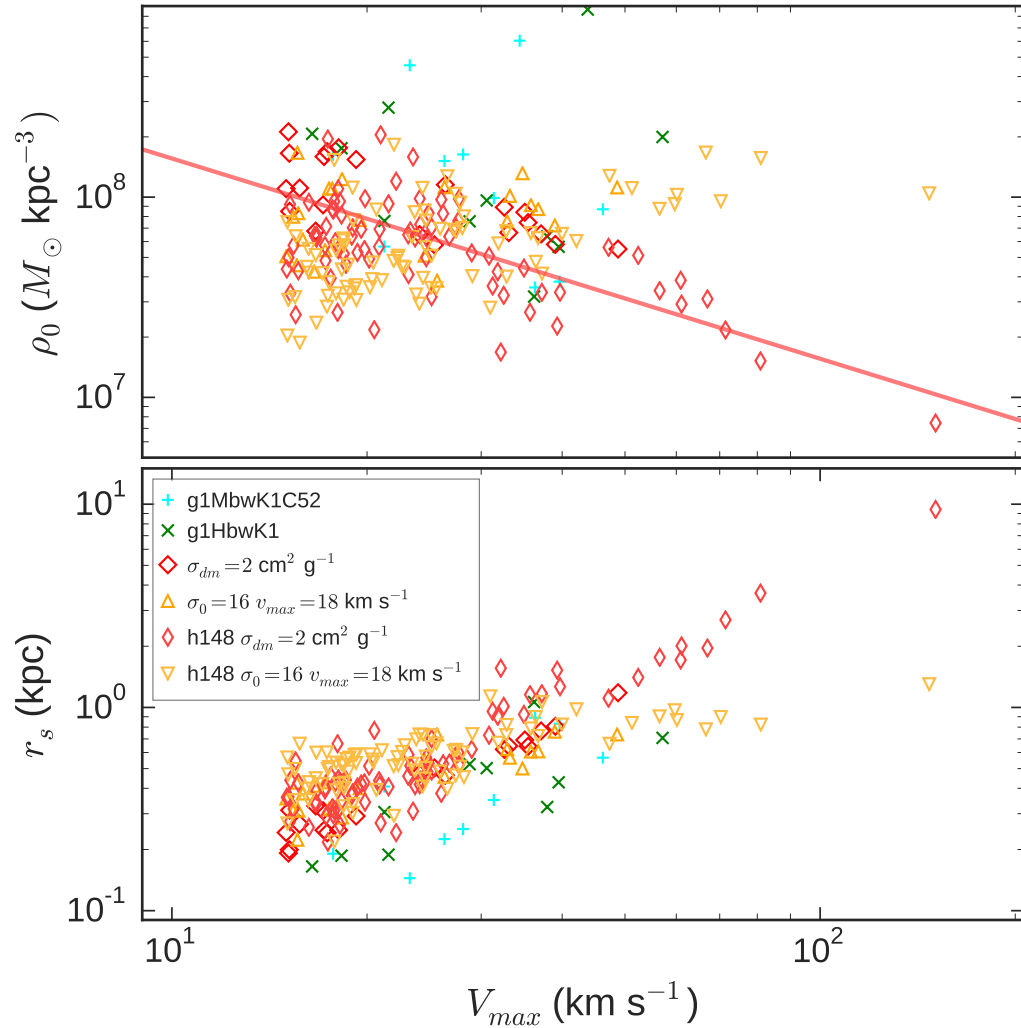 10⁸
10⁷
ρ₀ (M⊙ kpc⁻³)
g1MbwK1C52
g1HbwK1
σ_dm=2 cm² g⁻¹
σ₀=16 v_max=18 km s⁻¹
h148 σ_dm=2 cm² g⁻¹
h148 σ₀=16 v_max=18 km s⁻¹
10¹
10⁰
10⁻¹
r_s (kpc)
10¹ 10²
V_max (km s⁻¹)